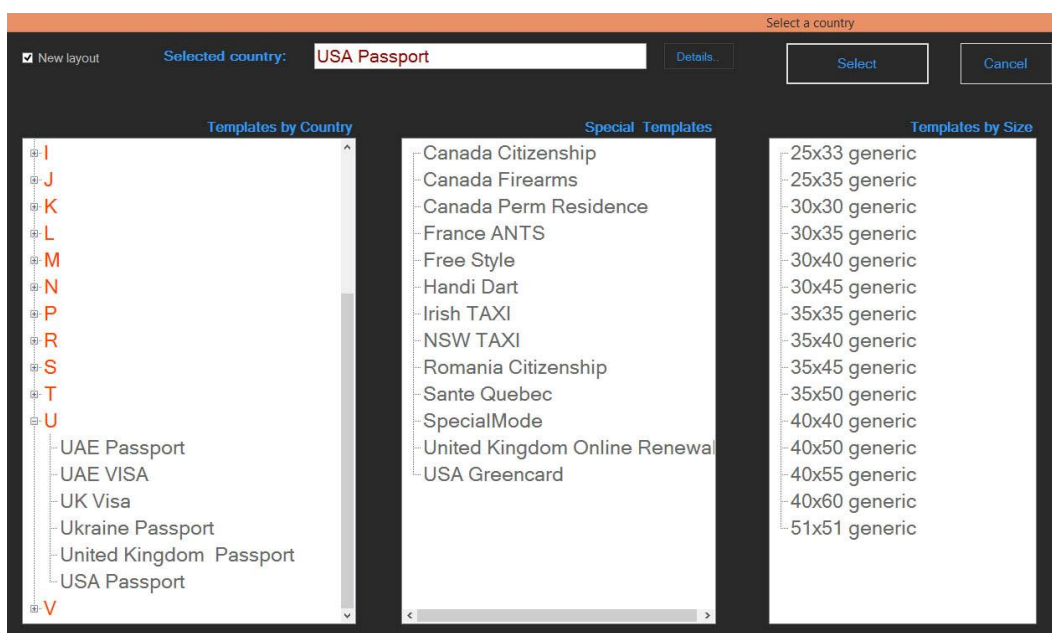 Select a country
New layout
Selected country:
USA Passport
Details..
Select
Cancel
Templates by Country
I
J
K
L
M
N
P
R
S
T
U
UAE Passport
UAE VISA
UK Visa
Ukraine Passport
United Kingdom  Passport
USA Passport
V
Special  Templates
Canada Citizenship
Canada Firearms
Canada Perm Residence
France ANTS
Free Style
Handi Dart
Irish TAXI
NSW TAXI
Romania Citizenship
Sante Quebec
SpecialMode
United Kingdom Online Renewal
USA Greencard
Templates by Size
25x33 generic
25x35 generic
30x30 generic
30x35 generic
30x40 generic
30x45 generic
35x35 generic
35x40 generic
35x45 generic
35x50 generic
40x40 generic
40x50 generic
40x55 generic
40x60 generic
51x51 generic